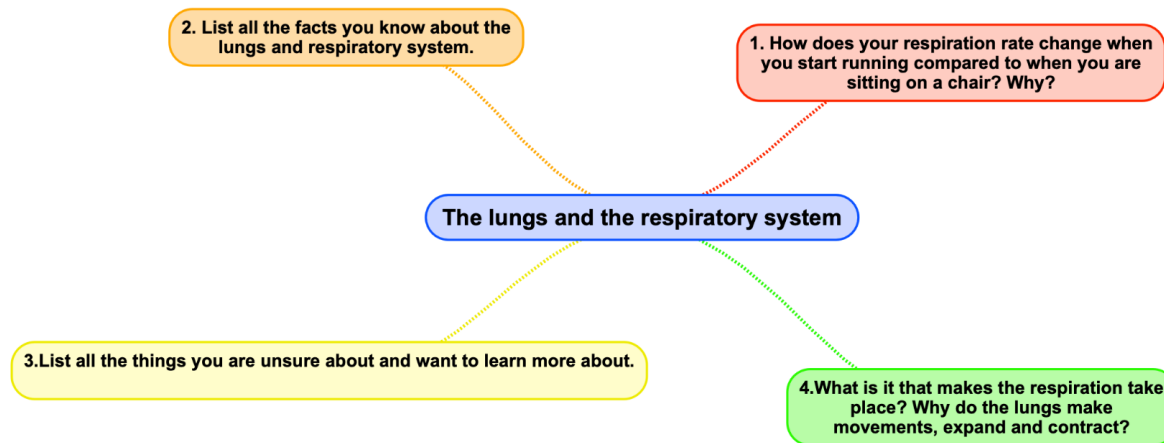 2. List all the facts you know about the
lungs and respiratory system.
1. How does your respiration rate change when
you start running compared to when you are
sitting on a chair? Why?
The lungs and the respiratory system
3.List all the things you are unsure about and want to learn more about.
4.What is it that makes the respiration take
place? Why do the lungs make
movements, expand and contract?